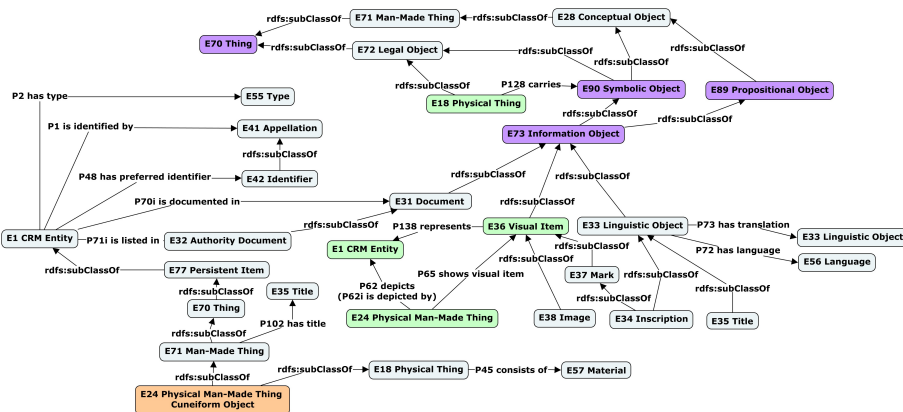 rdfs:subClassOf
E71 Man-Made Thing
rdfs:subClassOf
E28 Conceptual Object
E70 Thing
rdfs:subClassOf
E72 Legal Object
rdfs:subClassOf
rdfs:subClassOf
rdfs:subClassOf
rdfs:subClassOf
P128 carries
E90 Symbolic Object
E89 Propositional Object
E18 Physical Thing
P2 has type
E55 Type
rdfs:subClassOf
rdfs:subClassOf
P1 is identified by
E41 Appellation
E73 Information Object
rdfs:subClassOf
P48 has preferred identifier
E42 Identifier
rdfs:subClassOf
rdfs:subClassOf
rdfs:subClassOf
P70i is documented in
E31 Document
rdfs:subClassOf
E1 CRM Entity
P71i is listed in
E32 Authority Document
P138 represents
E36 Visual Item
E33 Linguistic Object
P73 has translation
E33 Linguistic Object
E1 CRM Entity
rdfs:subClassOf
P72 has language
E56 Language
rdfs:subClassOf
E77 Persistent Item
P65 shows visual item
E37 Mark
rdfs:subClassOf
E35 Title
P62 depicts
(P62i is depicted by)
rdfs:subClassOf
rdfs:subClassOf
rdfs:subClassOf
rdfs:subClassOf
E70 Thing
E24 Physical Man-Made Thing
E38 Image
E34 Inscription
E35 Title
rdfs:subClassOf
P102 has title
E71 Man-Made Thing
rdfs:subClassOf
rdfs:subClassOf
E18 Physical Thing
P45 consists of
E57 Material
E24 Physical Man-Made Thing
Cuneiform Object